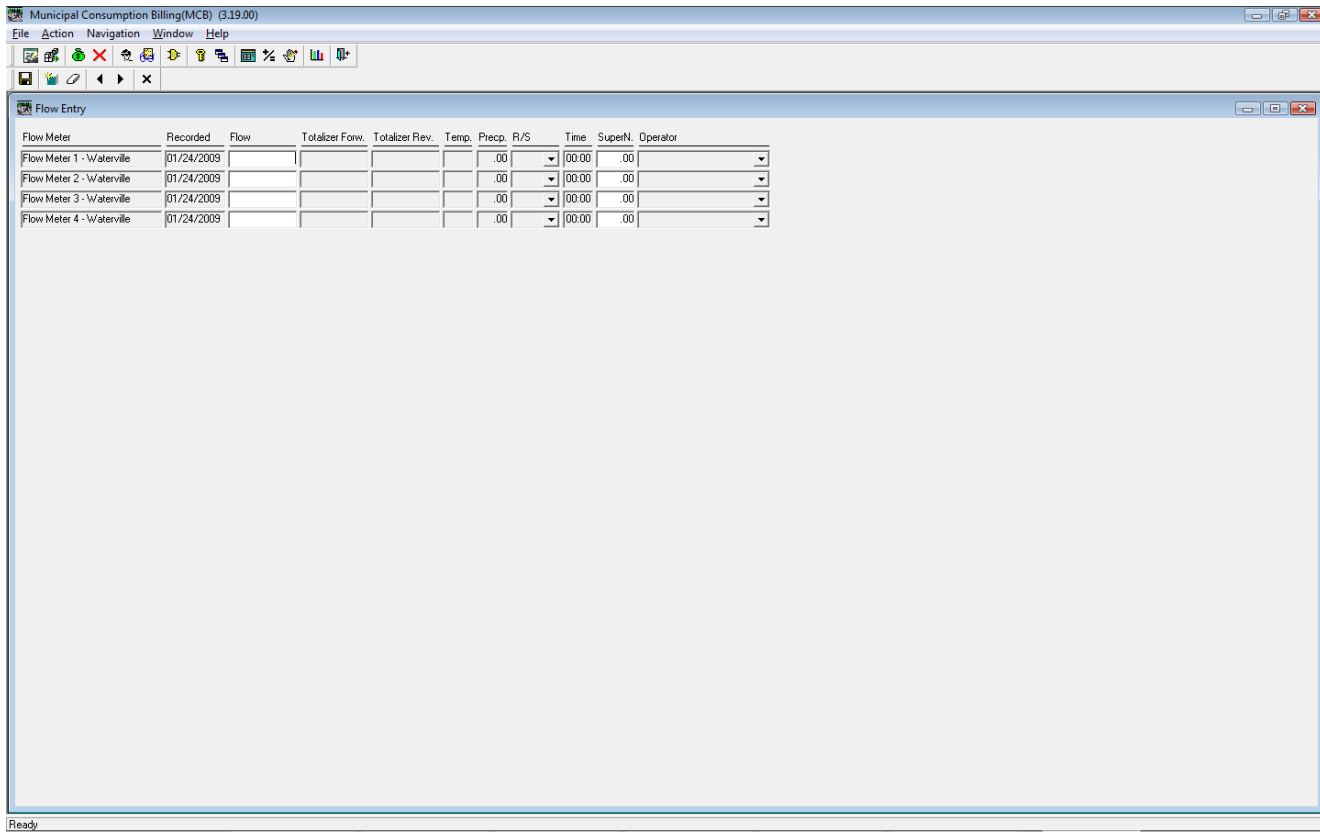 Municipal Consumption Billing(MCB) (3.19.00)
File Action Navigation Window Help
Flow Entry
Flow Meter Recorded Flow Totalizer Forw. Totalizer Rev. Temp. Precp. R/S Time SuperN. Operator
Flow Meter 1 - Waterville 01/24/2009 .00 00:00 .00
Flow Meter 2 - Waterville 01/24/2009 .00 00:00 .00
Flow Meter 3 - Waterville 01/24/2009 .00 00:00 .00
Flow Meter 4 - Waterville 01/24/2009 .00 00:00 .00
Ready